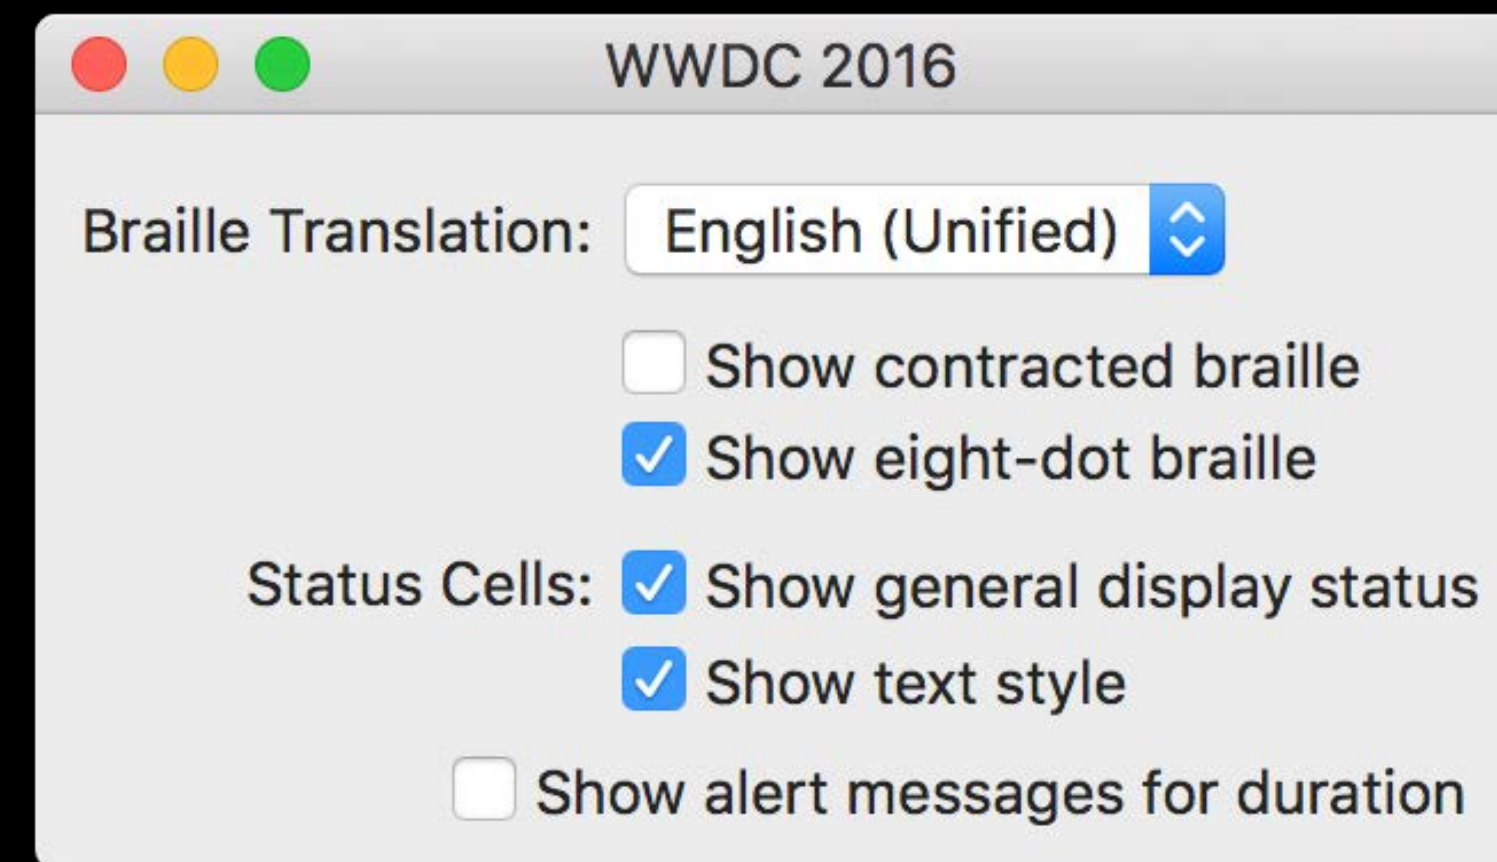 WWDC 2016
Braille Translation: English (Unified)
Show contracted braille
Show eight-dot braille
Status Cells: Show general display status
Show text style
Show alert messages for duration